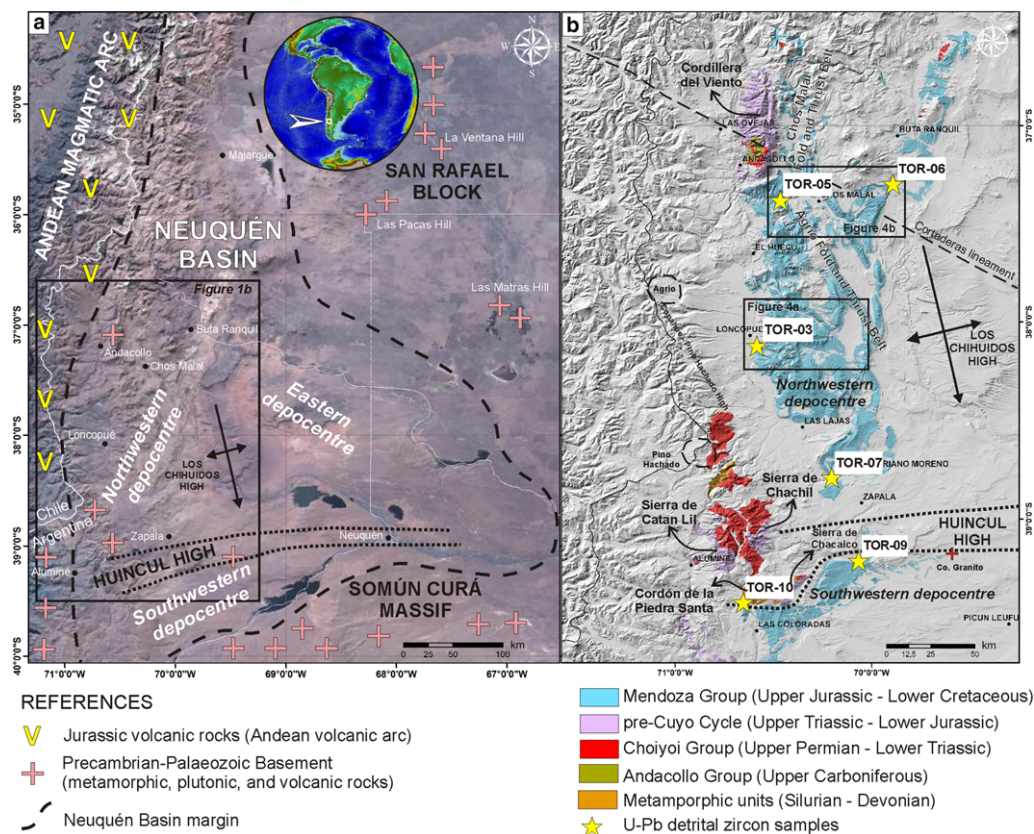 a
N
W
E
S
35°0'0"S
36°0'0"S
37°0'0"S
38°0'0"S
39°0'0"S
40°0'0"S
ANDEAN MAGMATIC ARC
Malargue
La Ventana Hill
SAN RAFAEL
BLOCK
Las Pacas Hill
NEUQUÉN
BASIN
Figure 1b
Las Matras Hill
Buta Ranquil
Andacollo
Chos Malal
Northwestern
depocentre
Eastern
depocentre
Loncopué
LOS
CHIHUIDOS
HIGH
Chile
Argentina
Zapala
Neuquén
HUINCUL HIGH
Aluminé
Southwestern
depocentre
SOMÚN CURÁ
MASSIF
0 25 50 100
km
71°0'0"W
70°0'0"W
69°0'0"W
68°0'0"W
67°0'0"W
b
N
W
E
S
Cordillera
del Viento
Chos Malal
Fold and Thrust Belt
LAS OVEJAS
BUTA RANQUIL
37°0'0"S
ANDACOLLO
TOR-05
TOR-06
Figure 4b
EL HUECU
Agrio Fold and Thrust Belt
Cortaderas lineament
Agrio
Figure 4a
LONCOPUE
TOR-03
38°0'0"S
LOS
CHIHUIDOS
HIGH
Northwestern
depocentre
LAS LAJAS
Pino
Hachado
TOR-07
RIANO MORENO
Sierra de
Chachil
Sierra de
Catan Lil
ZAPALA
39°0'0"S
HUINCUL
HIGH
Sierra de
Chacaico
ALUMINÉ
TOR-09
Co. Granito
TOR-10
Cordón de la
Piedra Santa
Southwestern
depocentre
LAS COLORADAS
PICUN LEUFU
0 12,5 25 50
km
71°0'0"W
70°0'0"W
REFERENCES
Jurassic volcanic rocks (Andean volcanic arc)
Precambrian-Palaeozoic Basement
(metamorphic, plutonic, and volcanic rocks)
Neuquén Basin margin
Mendoza Group (Upper Jurassic - Lower Cretaceous)
pre-Cuyo Cycle (Upper Triassic - Lower Jurassic)
Choiyoi Group (Upper Permian - Lower Triassic)
Andacollo Group (Upper Carboniferous)
Metamporphic units (Silurian - Devonian)
U-Pb detrital zircon samples